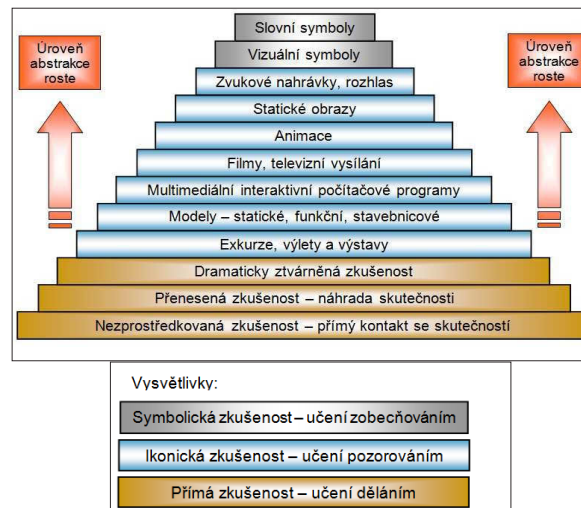 Slovní symboly
Vizuální symboly
Úroveň
abstrakce
roste
Úroveň
abstrakce
roste
Zvukové nahrávky, rozhlas
Statické obrazy
Animace
Filmy, televizní vysílání
Multimediální interaktivní počítačové programy
Modely – statické, funkční, stavebnicové
Exkurze, výlety a výstavy
Dramaticky ztvárněná zkušenost
Přenesená zkušenost – náhrada skutečnosti
Nezprostředkovaná zkušenost – přímý kontakt se skutečností
Vysvětlivky:
Symbolická zkušenost – učení zobecňováním
Ikonická zkušenost – učení pozorováním
Přímá zkušenost – učení děláním